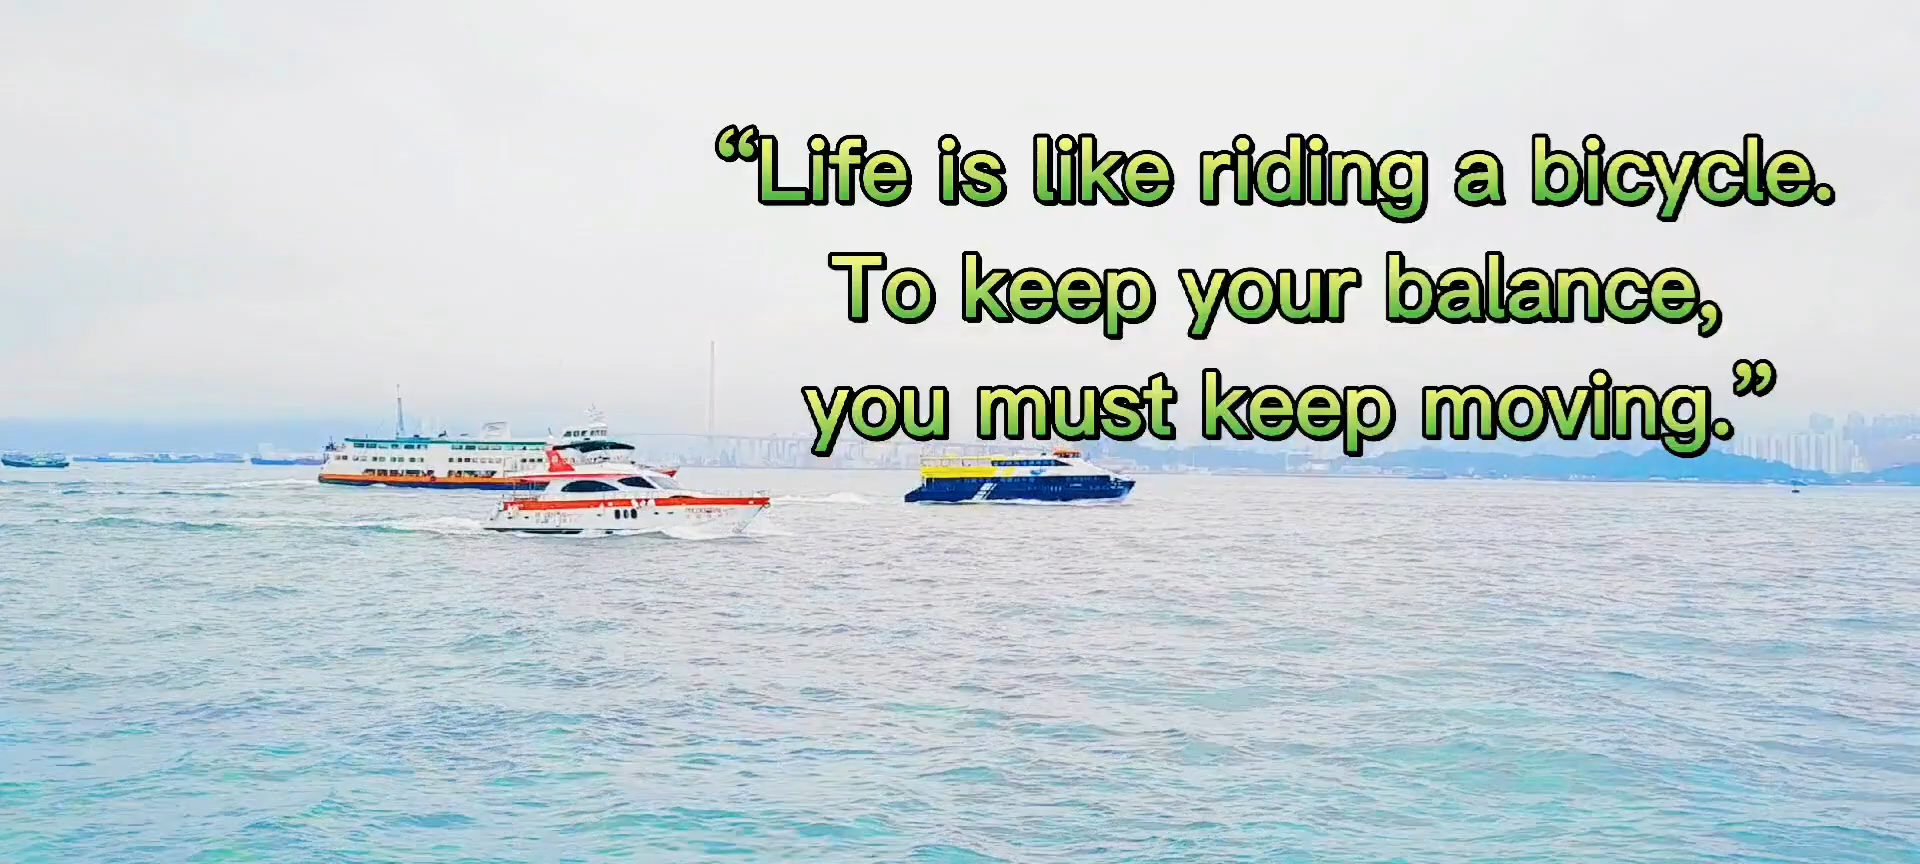 “Life is like riding a bicycle.
To keep your balance,
you must keep moving.”